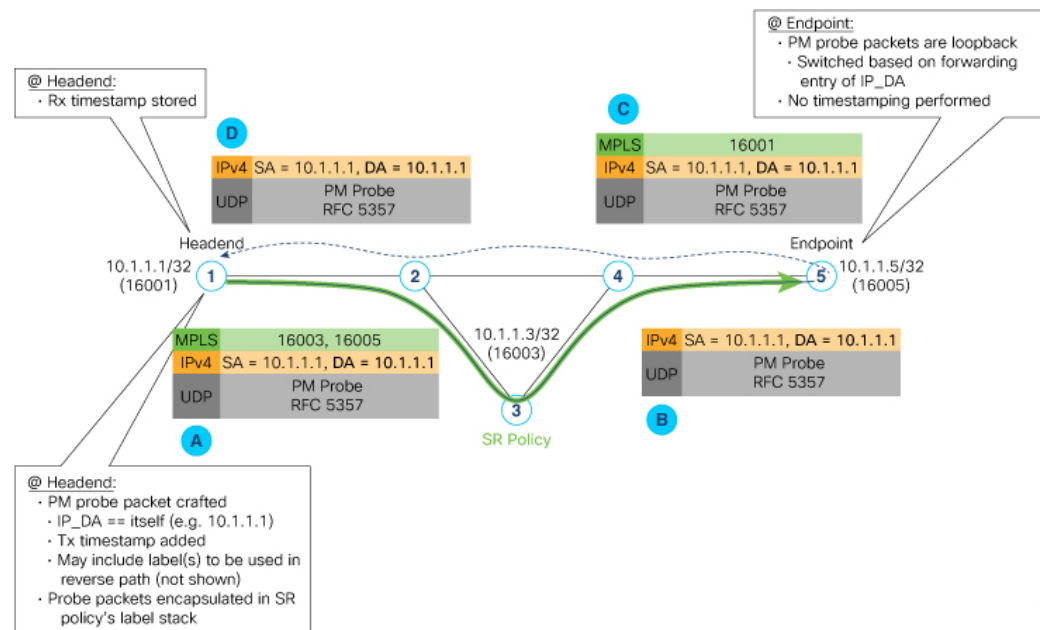 @ Endpoint:
· PM probe packets are loopback
· Switched based on forwarding
entry of IP_DA
· No timestamping performed
@ Headend:
· Rx timestamp stored
D
IPv4 SA = 10.1.1.1, DA = 10.1.1.1
UDP
PM Probe
RFC 5357
C
MPLS 16001
IPv4 SA = 10.1.1.1, DA = 10.1.1.1
UDP
PM Probe
RFC 5357
Headend
10.1.1.1/32
(16001)
1
2
4
5
Endpoint
10.1.1.5/32
(16005)
10.1.1.3/32
(16003)
3
SR Policy
MPLS 16003, 16005
IPv4 SA = 10.1.1.1, DA = 10.1.1.1
UDP
PM Probe
RFC 5357
A
IPv4 SA = 10.1.1.1, DA = 10.1.1.1
UDP
PM Probe
RFC 5357
B
@ Headend:
· PM probe packet crafted
· IP_DA == itself (e.g. 10.1.1.1)
· Tx timestamp added
· May include label(s) to be used in
reverse path (not shown)
· Probe packets encapsulated in SR
policy's label stack